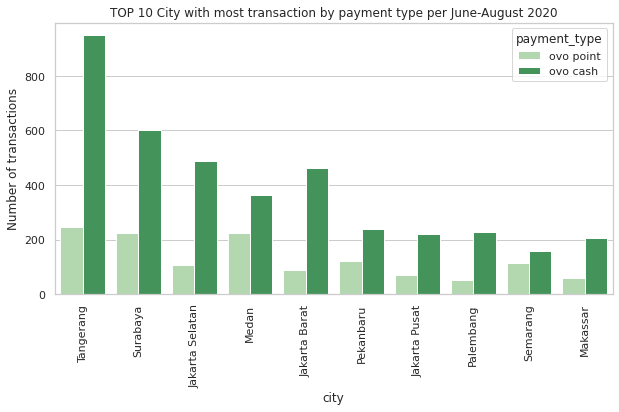 TOP 10 City with most transaction by payment type per June-August 2020
payment_type
ovo point
ovo cash
Number of transactions
800
600
400
200
0
Tangerang
Surabaya
Jakarta Selatan
Medan
Jakarta Barat
Pekanbaru
Jakarta Pusat
Palembang
Semarang
Makassar
city